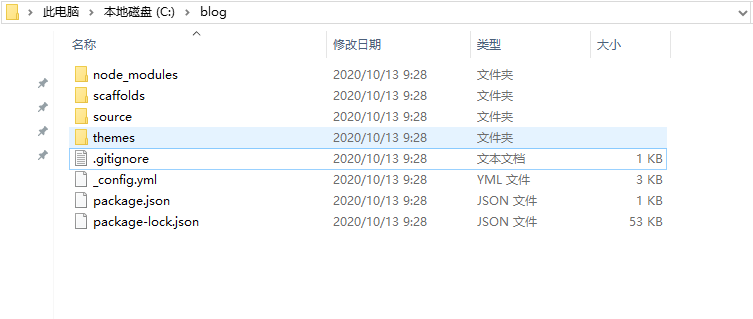 此电脑 > 本地磁盘 (C:) > blog
名称 修改日期 类型 大小
node_modules 2020/10/13 9:28 文件夹
scaffolds 2020/10/13 9:28 文件夹
source 2020/10/13 9:28 文件夹
themes 2020/10/13 9:28 文件夹
.gitignore 2020/10/13 9:28 文本文档 1 KB
_config.yml 2020/10/13 9:28 YML 文件 3 KB
package.json 2020/10/13 9:28 JSON 文件 1 KB
package-lock.json 2020/10/13 9:28 JSON 文件 53 KB